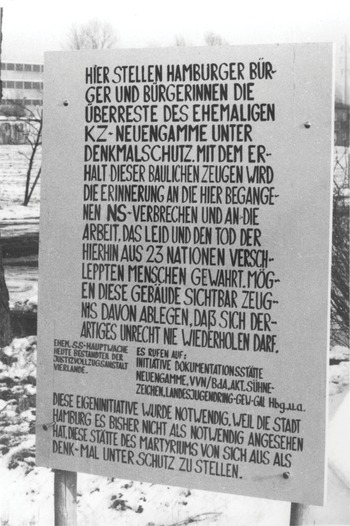 HIER STELLEN HAMBURGER BÜR-
GER UND BÜRGERINNEN DIE
ÜBERRESTE DES EHEMALIGEN
KZ-NEUENGAMME UNTER
DENKMALSCHUTZ. MIT DEM ER-
HALT DIESER BAULICHEN ZEUGEN WIRD
DIE ERINNERUNG AN DIE HIER BEGANGE-
NEN NS-VERBRECHEN UND AN DIE
ARBEIT, DAS LEID UND DEN TOD DER
HIERHIN AUS 23 NATIONEN VERSCH-
LEPPTEN MENSCHEN GEWAHRT. MÖG-
EN DIESE GEBÄUDE SICHTBAR ZEUG-
NIS DAVON ABLEGEN, DAß SICH DER-
ARTIGES UNRECHT NIE WIEDERHOLEN DARF.
EHEM. SS-HAUPTWACHE
HEUTE BESTANDTEIL DER
JUSTIZVOLLZUGSANSTALT
VIERLANDE.
ES RUFEN AUF:
INITIATIVE DOKUMENTATIONSSTÄTTE
NEUENGAMME, VVN/BdA, AKT. SÜHNE-
ZEICHEN, LANDESJUGENDRING-GEW-GAL Hbg. u.a.
DIESE EIGENINITIATIVE WURDE NOTWENDIG, WEIL DIE STADT
HAMBURG ES BISHER NICHT ALS NOTWENDIG ANGESEHEN
HAT, DIESE STÄTTE DES MARTYRIUMS VON SICH AUS ALS
DENK-MAL UNTER SCHUTZ ZU STELLEN.